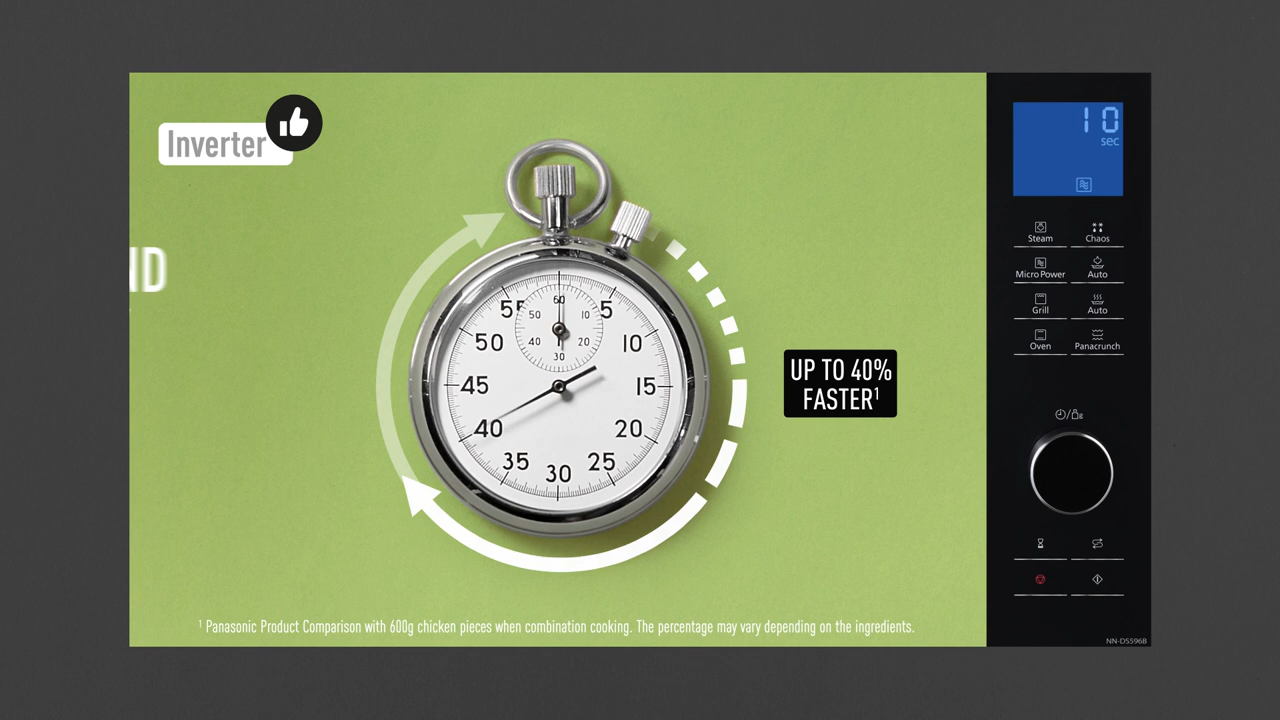 Inverter
ND
UP TO 40%
FASTER¹
¹ Panasonic Product Comparison with 600g chicken pieces when combination cooking. The percentage may vary depending on the ingredients.
60
10
20
30
40
50
5
10
15
20
25
30
35
40
45
50
55
10
sec
Steam
Chaos
Micro Power
Auto
Grill
Auto
Oven
Panacrunch
NN-DS596B